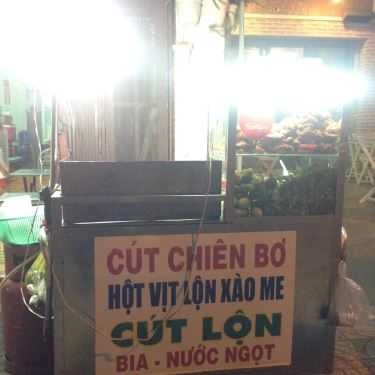 CÚT CHIÊN BƠ
HỘT VỊT LỘN XÀO ME
CÚT LỘN
BIA - NƯỚC NGỌT